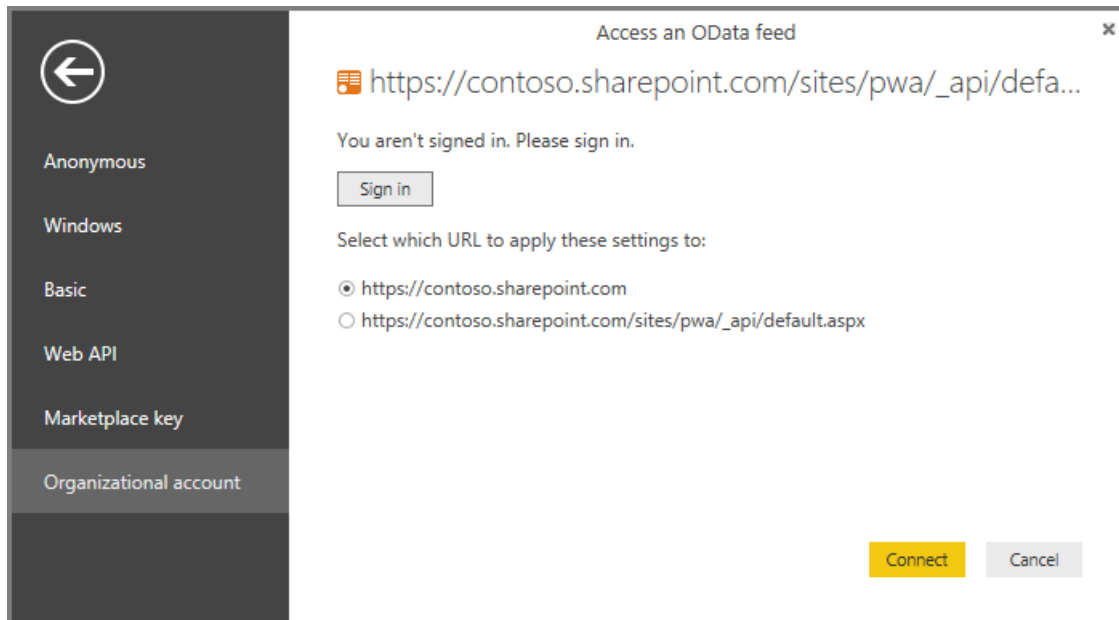 Access an OData feed
https://contoso.sharepoint.com/sites/pwa/_api/defa...
You aren't signed in. Please sign in.
Sign in
Select which URL to apply these settings to:
https://contoso.sharepoint.com
https://contoso.sharepoint.com/sites/pwa/_api/default.aspx
Anonymous
Windows
Basic
Web API
Marketplace key
Organizational account
Connect
Cancel